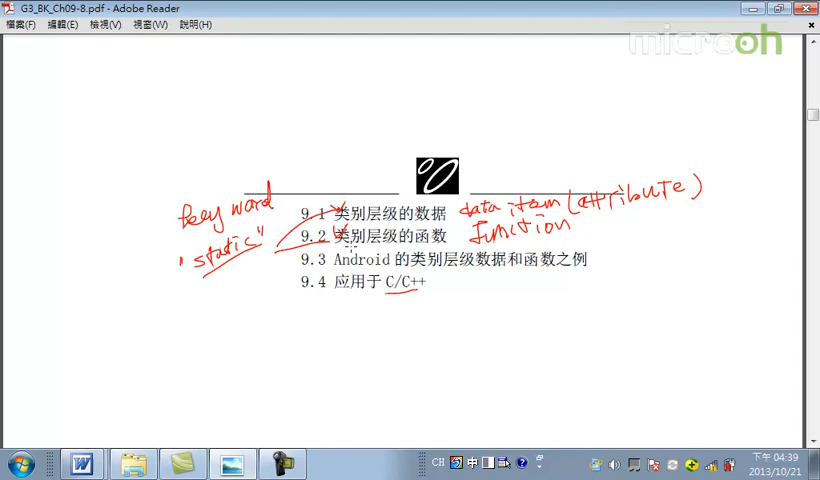 G3_BK_Ch09-8.pdf - Adobe Reader
檔案(F) 編輯(E) 檢視(V) 視窗(W) 說明(H)
microoh
key word
"static"
9.1 类别层级的数据 data item (attribute)
9.2 类别层级的函数 function
9.3 Android 的类别层级数据和函数之例
9.4 应用于 C/C++
CH 中
下午 04:39
2013/10/21